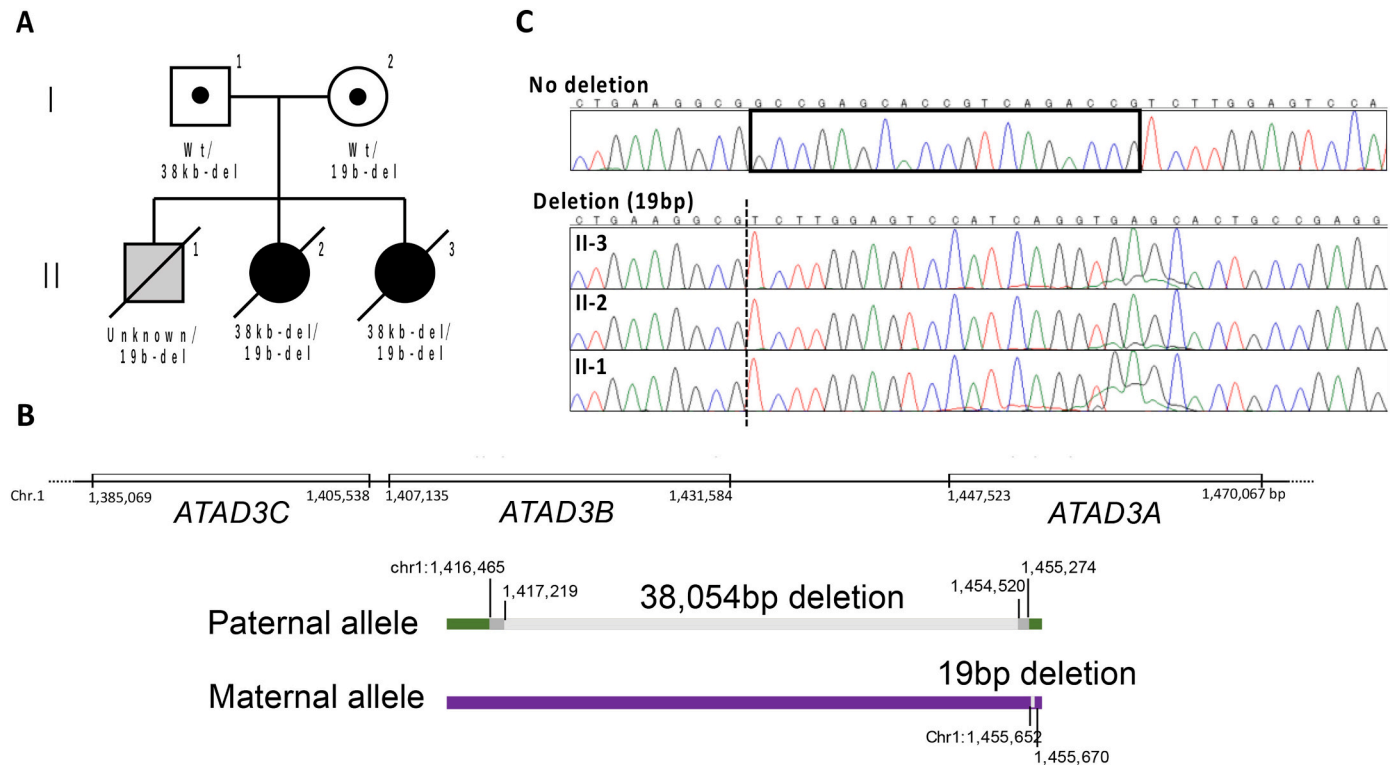 A
1
2
I
Wt/
38kb-del
Wt/
19b-del
1
2
3
II
Unknown/
19b-del
38kb-del/
19b-del
38kb-del/
19b-del
C
No deletion
C T G A A G G C G G C C G A G C A C C G T C A G A C C G T C T T G G A G T C C A
Deletion (19bp)
C T G A A G G C G T C T T G G A G T C C A T C A G G T G A G C A C T G C C G A G G
II-3
II-2
II-1
B
Chr.1
1,385,069
1,405,538
1,407,135
1,431,584
1,447,523
1,470,067 bp
ATAD3C
ATAD3B
ATAD3A
chr1:1,416,465
1,417,219
38,054bp deletion
1,454,520
1,455,274
Paternal allele
19bp deletion
Maternal allele
Chr1:1,455,652
1,455,670